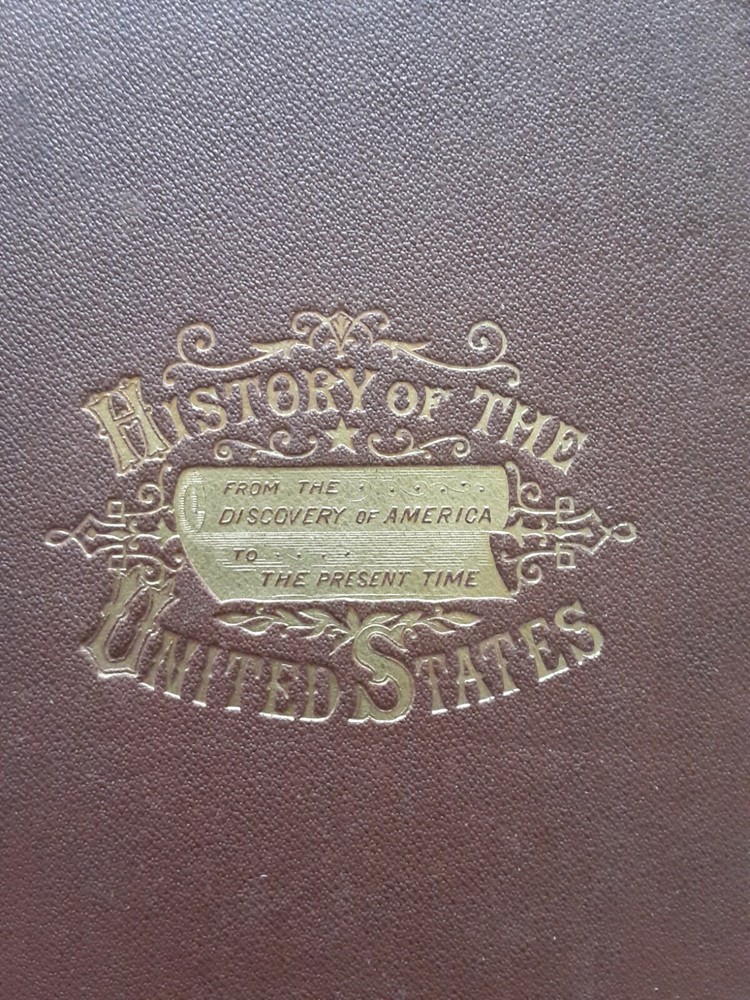 HISTORY OF THE
FROM THE . . . . . .
DISCOVERY OF AMERICA
TO . . . .
THE PRESENT TIME
UNITED STATES